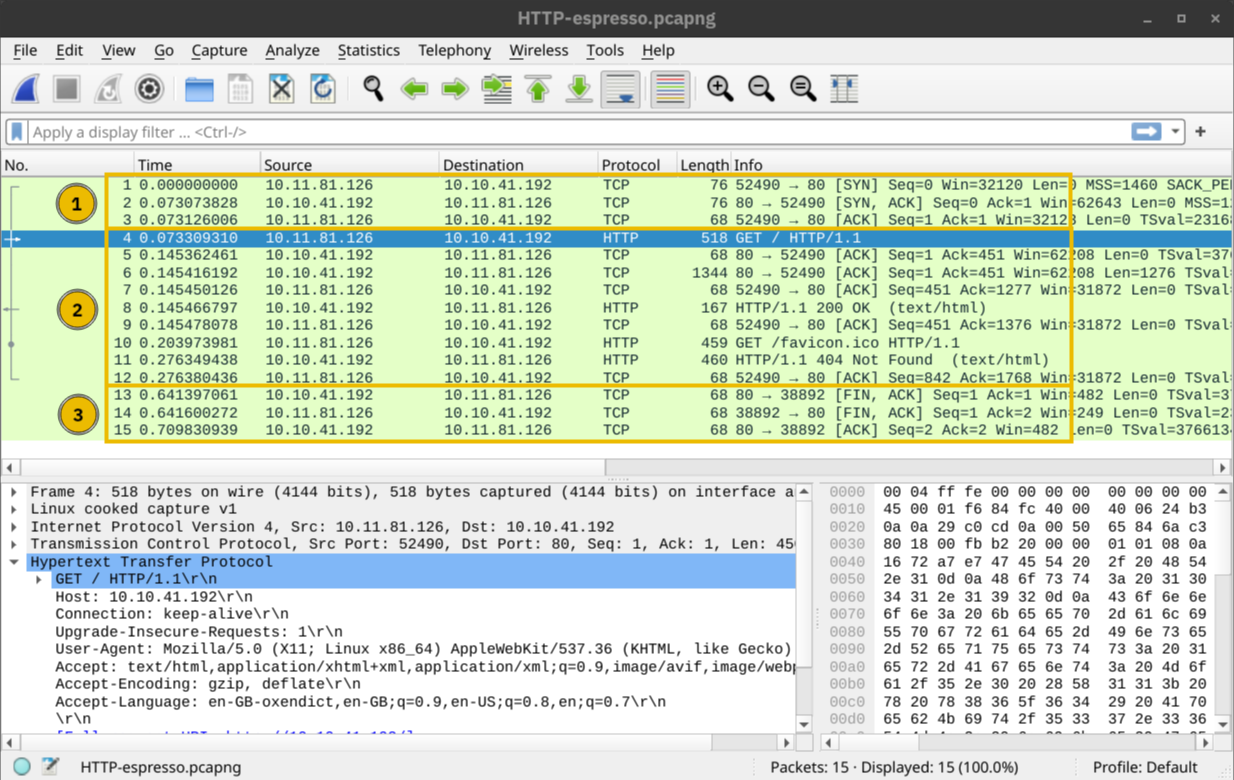 HTTP-espresso.pcapng
File Edit View Go Capture Analyze Statistics Telephony Wireless Tools Help
Apply a display filter ... <Ctrl-/>
No. Time Source Destination Protocol Length Info
1 0.000000000 10.11.81.126 10.10.41.192 TCP 76 52490 → 80 [SYN] Seq=0 Win=32120 Len=0 MSS=1460 SACK_PE
2 0.073073828 10.10.41.192 10.11.81.126 TCP 76 80 → 52490 [SYN, ACK] Seq=0 Ack=1 Win=62643 Len=0 MSS=1
3 0.073126006 10.11.81.126 10.10.41.192 TCP 68 52490 → 80 [ACK] Seq=1 Ack=1 Win=32128 Len=0 TSval=2316
1
4 0.073309310 10.11.81.126 10.10.41.192 HTTP 518 GET / HTTP/1.1
5 0.145362461 10.10.41.192 10.11.81.126 TCP 68 80 → 52490 [ACK] Seq=1 Ack=451 Win=62208 Len=0 TSval=37
6 0.145416192 10.10.41.192 10.11.81.126 TCP 1344 80 → 52490 [ACK] Seq=1 Ack=451 Win=62208 Len=1276 TSva
7 0.145450126 10.11.81.126 10.10.41.192 TCP 68 52490 → 80 [ACK] Seq=451 Ack=1277 Win=31872 Len=0 TSval
8 0.145466797 10.10.41.192 10.11.81.126 HTTP 167 HTTP/1.1 200 OK (text/html)
9 0.145478078 10.11.81.126 10.10.41.192 TCP 68 52490 → 80 [ACK] Seq=451 Ack=1376 Win=31872 Len=0 TSval
10 0.203973981 10.11.81.126 10.10.41.192 HTTP 459 GET /favicon.ico HTTP/1.1
11 0.276349438 10.10.41.192 10.11.81.126 HTTP 460 HTTP/1.1 404 Not Found (text/html)
12 0.276380436 10.11.81.126 10.10.41.192 TCP 68 52490 → 80 [ACK] Seq=842 Ack=1768 Win=31872 Len=0 TSval
2
13 0.641397061 10.10.41.192 10.11.81.126 TCP 68 80 → 38892 [FIN, ACK] Seq=1 Ack=1 Win=482 Len=0 TSval=3
14 0.641600272 10.11.81.126 10.10.41.192 TCP 68 38892 → 80 [FIN, ACK] Seq=1 Ack=2 Win=249 Len=0 TSval=2
15 0.709830939 10.10.41.192 10.11.81.126 TCP 68 80 → 38892 [ACK] Seq=2 Ack=2 Win=482 Len=0 TSval=376613
3
Frame 4: 518 bytes on wire (4144 bits), 518 bytes captured (4144 bits) on interface a
Linux cooked capture v1
Internet Protocol Version 4, Src: 10.11.81.126, Dst: 10.10.41.192
Transmission Control Protocol, Src Port: 52490, Dst Port: 80, Seq: 1, Ack: 1, Len: 45
Hypertext Transfer Protocol
GET / HTTP/1.1\r\n
Host: 10.10.41.192\r\n
Connection: keep-alive\r\n
Upgrade-Insecure-Requests: 1\r\n
User-Agent: Mozilla/5.0 (X11; Linux x86_64) AppleWebKit/537.36 (KHTML, like Gecko)
Accept: text/html,application/xhtml+xml,application/xml;q=0.9,image/avif,image/web
Accept-Encoding: gzip, deflate\r\n
Accept-Language: en-GB-oxendict,en-GB;q=0.9,en-US;q=0.8,en;q=0.7\r\n
\r\n
0000 00 04 ff fe 00 00 00 00 00 00 00 00
0010 45 00 01 f6 84 fc 40 00 40 06 24 b3
0020 0a 0a 29 c0 cd 0a 00 50 65 84 6a c3
0030 80 18 00 fb b2 20 00 00 01 01 08 0a
0040 16 72 a7 e7 47 45 54 20 2f 20 48 54
0050 2e 31 0d 0a 48 6f 73 74 3a 20 31 30
0060 34 31 2e 31 39 32 0d 0a 43 6f 6e 6e
0070 6f 6e 3a 20 6b 65 65 70 2d 61 6c 69
0080 55 70 67 72 61 64 65 2d 49 6e 73 65
0090 2d 52 65 71 75 65 73 74 73 3a 20 31
00a0 65 72 2d 41 67 65 6e 74 3a 20 4d 6f
00b0 61 2f 35 2e 30 20 28 58 31 31 3b 20
00c0 78 20 78 38 36 5f 36 34 29 20 41 70
00d0 65 62 4b 69 74 2f 35 33 37 2e 33 36
HTTP-espresso.pcapng
Packets: 15 · Displayed: 15 (100.0%)
Profile: Default